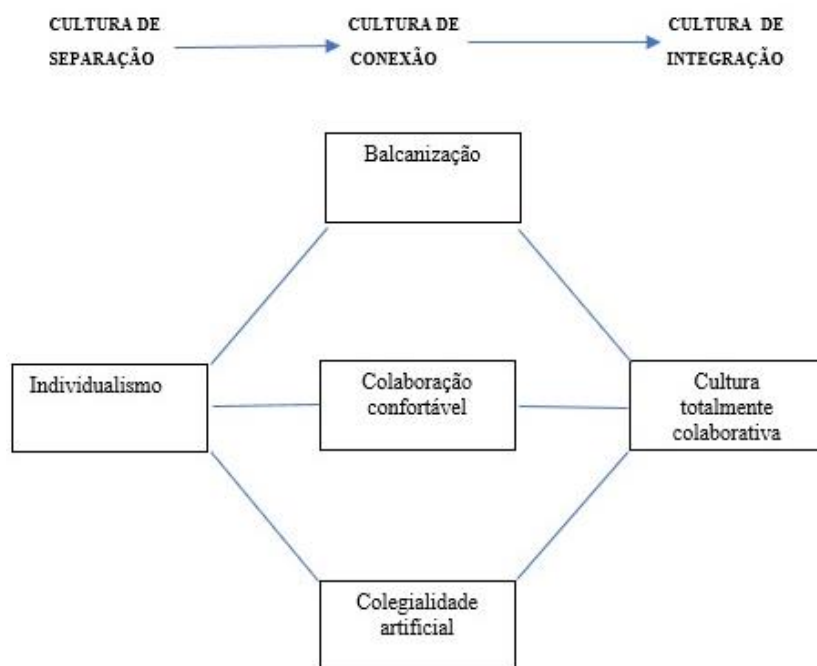 CULTURA DE
SEPARAÇÃO
CULTURA DE
CONEXÃO
CULTURA DE
INTEGRAÇÃO
Balcanização
Individualismo
Colaboração
confortável
Cultura
totalmente
colaborativa
Colegialidade
artificial